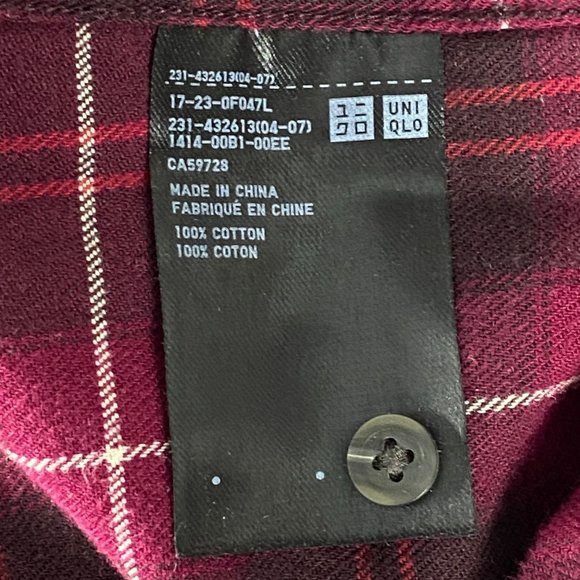 231-432613(04-07)
17-23-0F047L
231-432613(04-07)
1414-00B1-00EE
CA59728
MADE IN CHINA
FABRIQUÉ EN CHINE
100% COTTON
100% COTON
ユニ
クロ
UNI
QLO